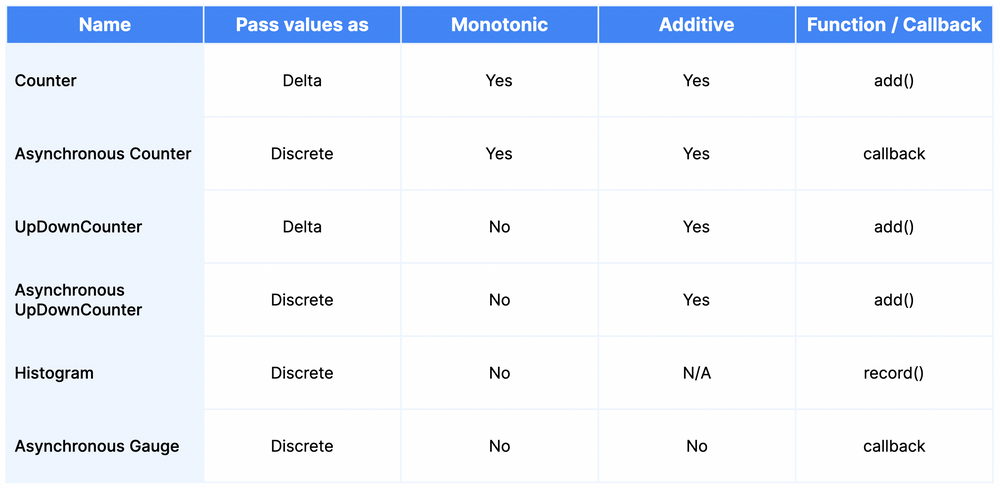 Name Pass values as Monotonic Additive Function / Callback
Counter Delta Yes Yes add()
Asynchronous Counter Discrete Yes Yes callback
UpDownCounter Delta No Yes add()
Asynchronous
UpDownCounter Discrete No Yes add()
Histogram Discrete No N/A record()
Asynchronous Gauge Discrete No No callback